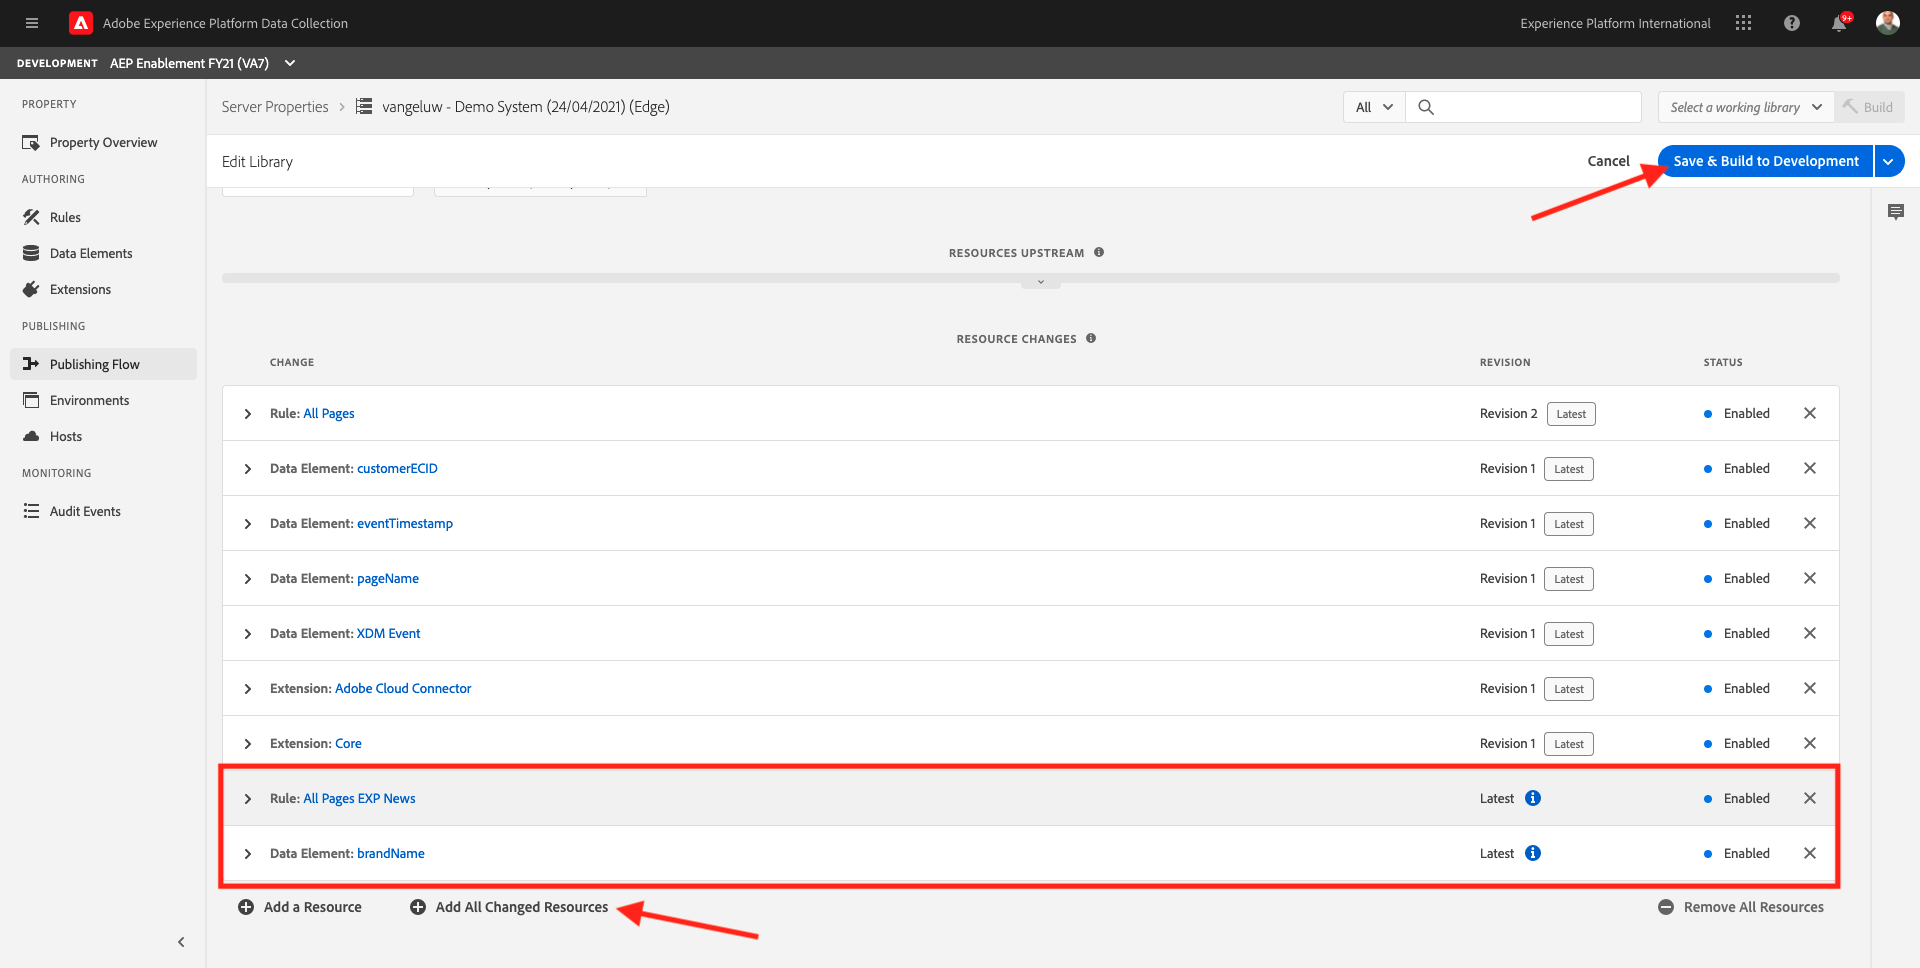 Adobe Experience Platform Data Collection
Experience Platform International
9+
DEVELOPMENT AEP Enablement FY21 (VA7)
PROPERTY
Property Overview
AUTHORING
Rules
Data Elements
Extensions
PUBLISHING
Publishing Flow
Environments
Hosts
MONITORING
Audit Events
Server Properties > vangeluw - Demo System (24/04/2021) (Edge)
All
Select a working library
Build
Edit Library
Cancel
Save & Build to Development
RESOURCES UPSTREAM
RESOURCE CHANGES
CHANGE REVISION STATUS
Rule: All Pages Revision 2 Latest Enabled
Data Element: customerECID Revision 1 Latest Enabled
Data Element: eventTimestamp Revision 1 Latest Enabled
Data Element: pageName Revision 1 Latest Enabled
Data Element: XDM Event Revision 1 Latest Enabled
Extension: Adobe Cloud Connector Revision 1 Latest Enabled
Extension: Core Revision 1 Latest Enabled
Rule: All Pages EXP News Latest Enabled
Data Element: brandName Latest Enabled
Add a Resource Add All Changed Resources Remove All Resources